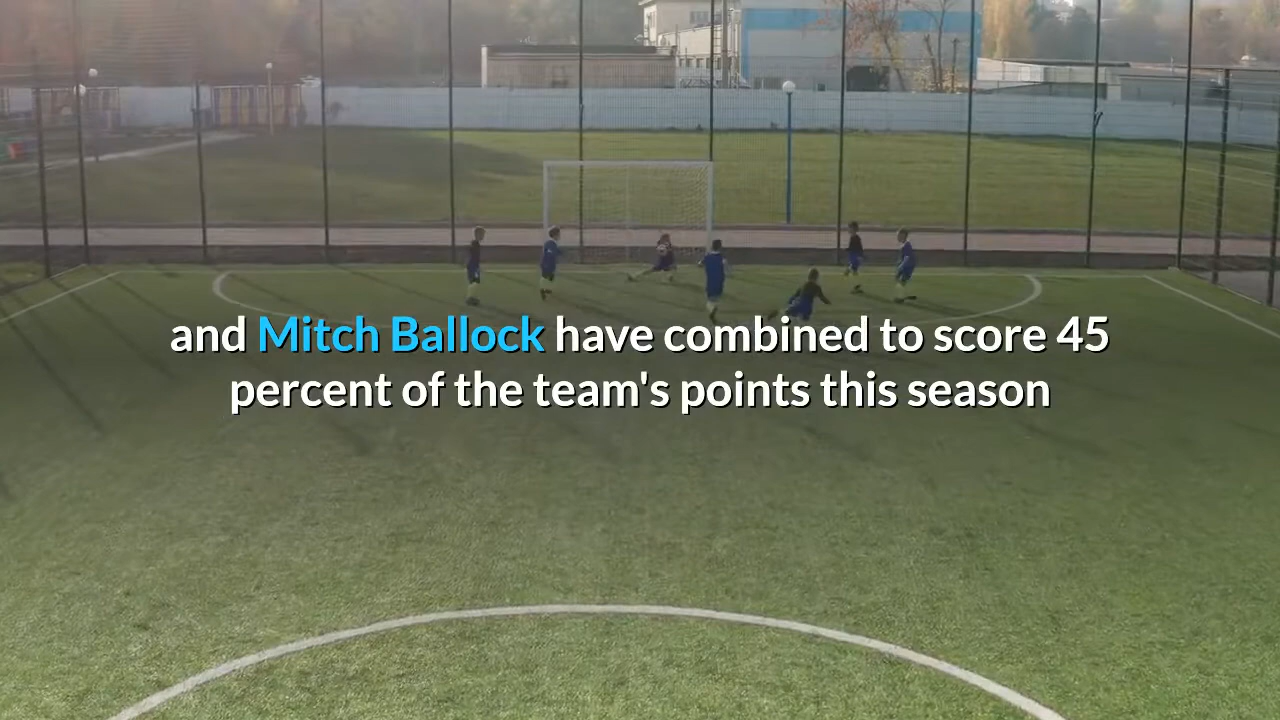 and Mitch Ballock have combined to score 45
percent of the team's points this season